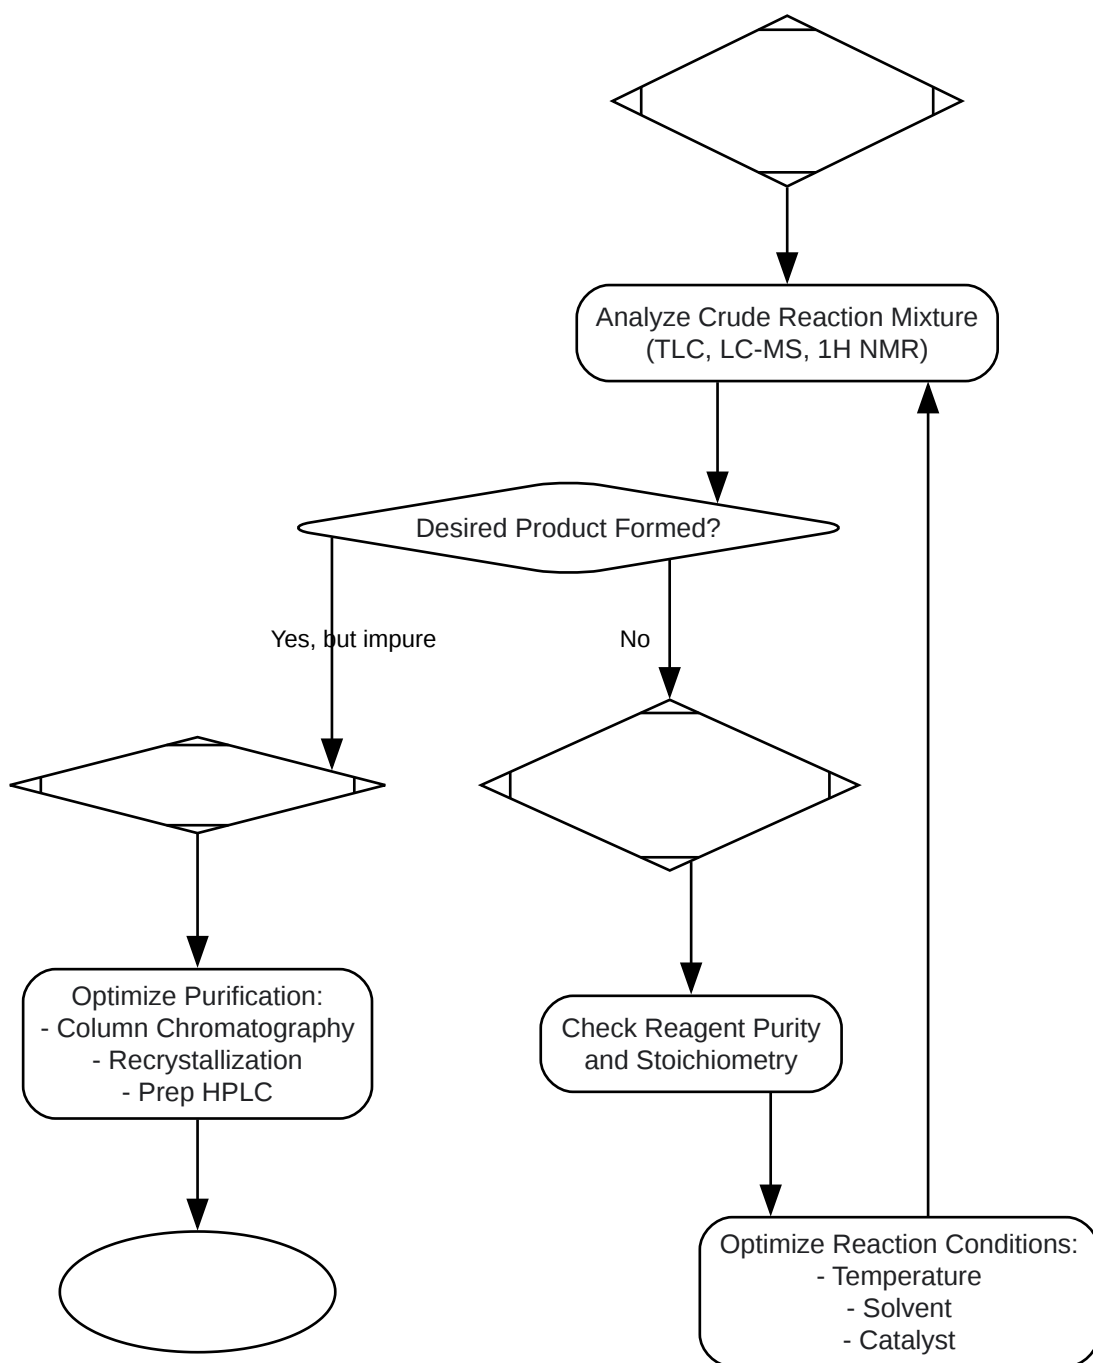 Analyze Crude Reaction Mixture
(TLC, LC-MS, 1H NMR)
Desired Product Formed?
Yes, but impure
No
Optimize Purification:
- Column Chromatography
- Recrystallization
- Prep HPLC
Check Reagent Purity
and Stoichiometry
Optimize Reaction Conditions:
- Temperature
- Solvent
- Catalyst